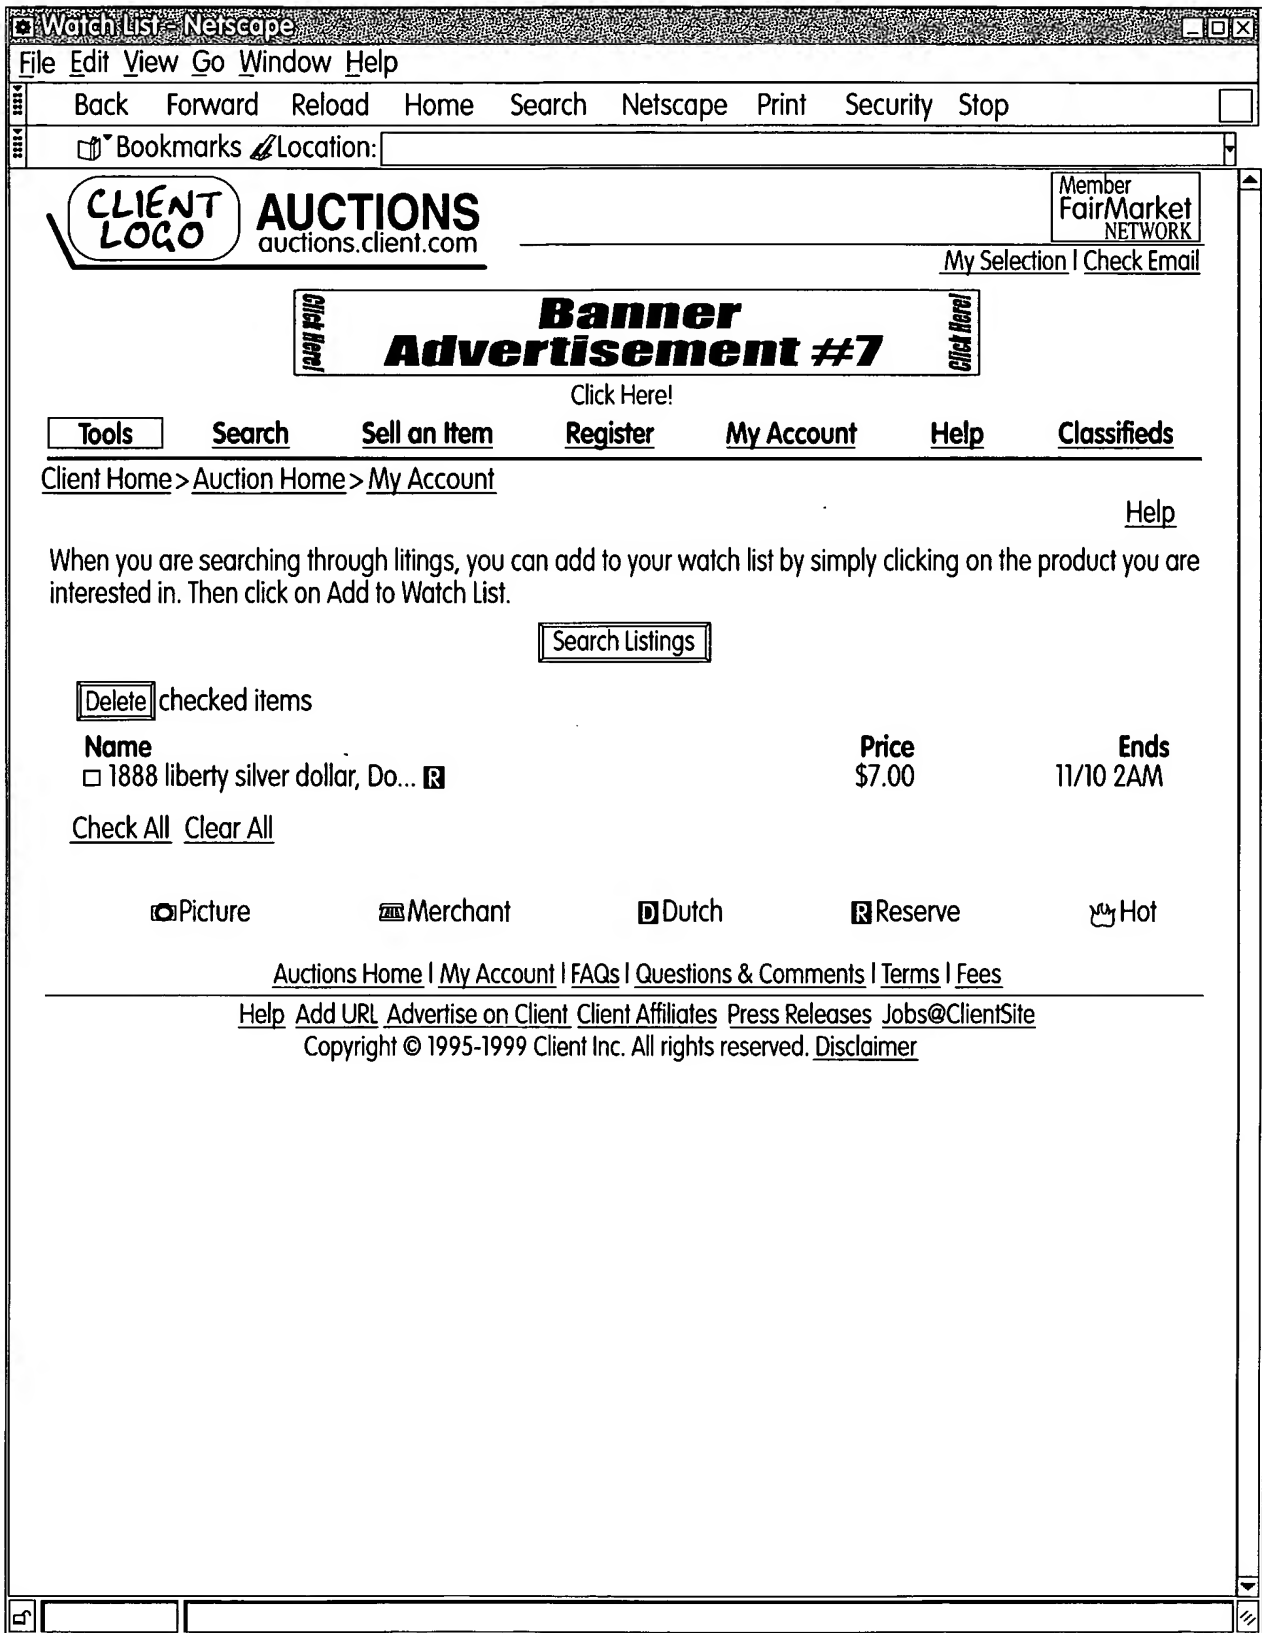 Watch List - Netscape
File Edit View Go Window Help
Back Forward Reload Home Search Netscape Print Security Stop
Bookmarks Location:
CLIENT LOGO
AUCTIONS
auctions.client.com
Member
FairMarket
NETWORK
My Selection | Check Email
Click Here!
Banner
Advertisement #7
Click Here!
Click Here!
Tools Search Sell an Item Register My Account Help Classifieds
Client Home > Auction Home > My Account
Help
When you are searching through litings, you can add to your watch list by simply clicking on the product you are
interested in. Then click on Add to Watch List.
Search Listings
Delete checked items
Name Price Ends
1888 liberty silver dollar, Do... R $7.00 11/10 2AM
Check All Clear All
Picture Merchant D Dutch R Reserve Hot
Auctions Home | My Account | FAQs | Questions & Comments | Terms | Fees
Help Add URL Advertise on Client Client Affiliates Press Releases Jobs@ClientSite
Copyright © 1995-1999 Client Inc. All rights reserved. Disclaimer